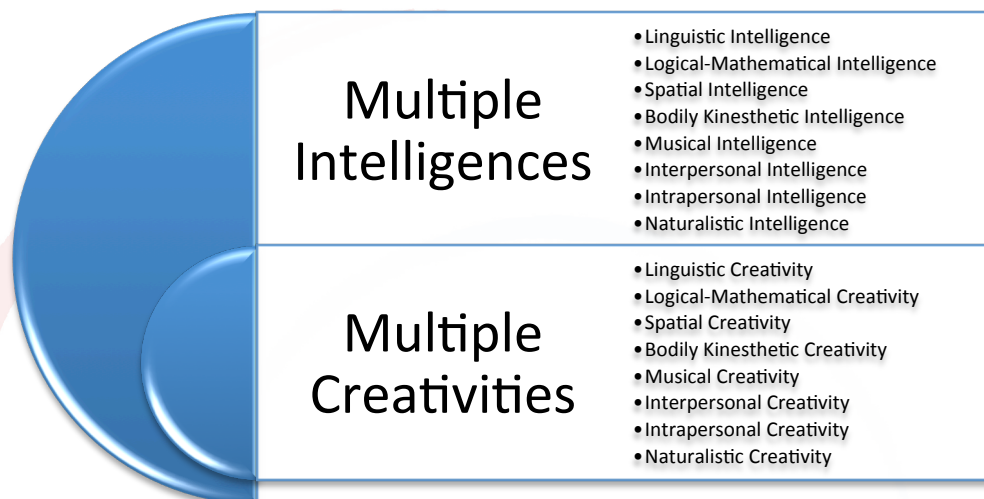 Multiple
Intelligences
•Linguistic Intelligence
•Logical-Mathematical Intelligence
•Spatial Intelligence
•Bodily Kinesthetic Intelligence
•Musical Intelligence
•Interpersonal Intelligence
•Intrapersonal Intelligence
•Naturalistic Intelligence
Multiple
Creativities
•Linguistic Creativity
•Logical-Mathematical Creativity
•Spatial Creativity
•Bodily Kinesthetic Creativity
•Musical Creativity
•Interpersonal Creativity
•Intrapersonal Creativity
•Naturalistic Creativity